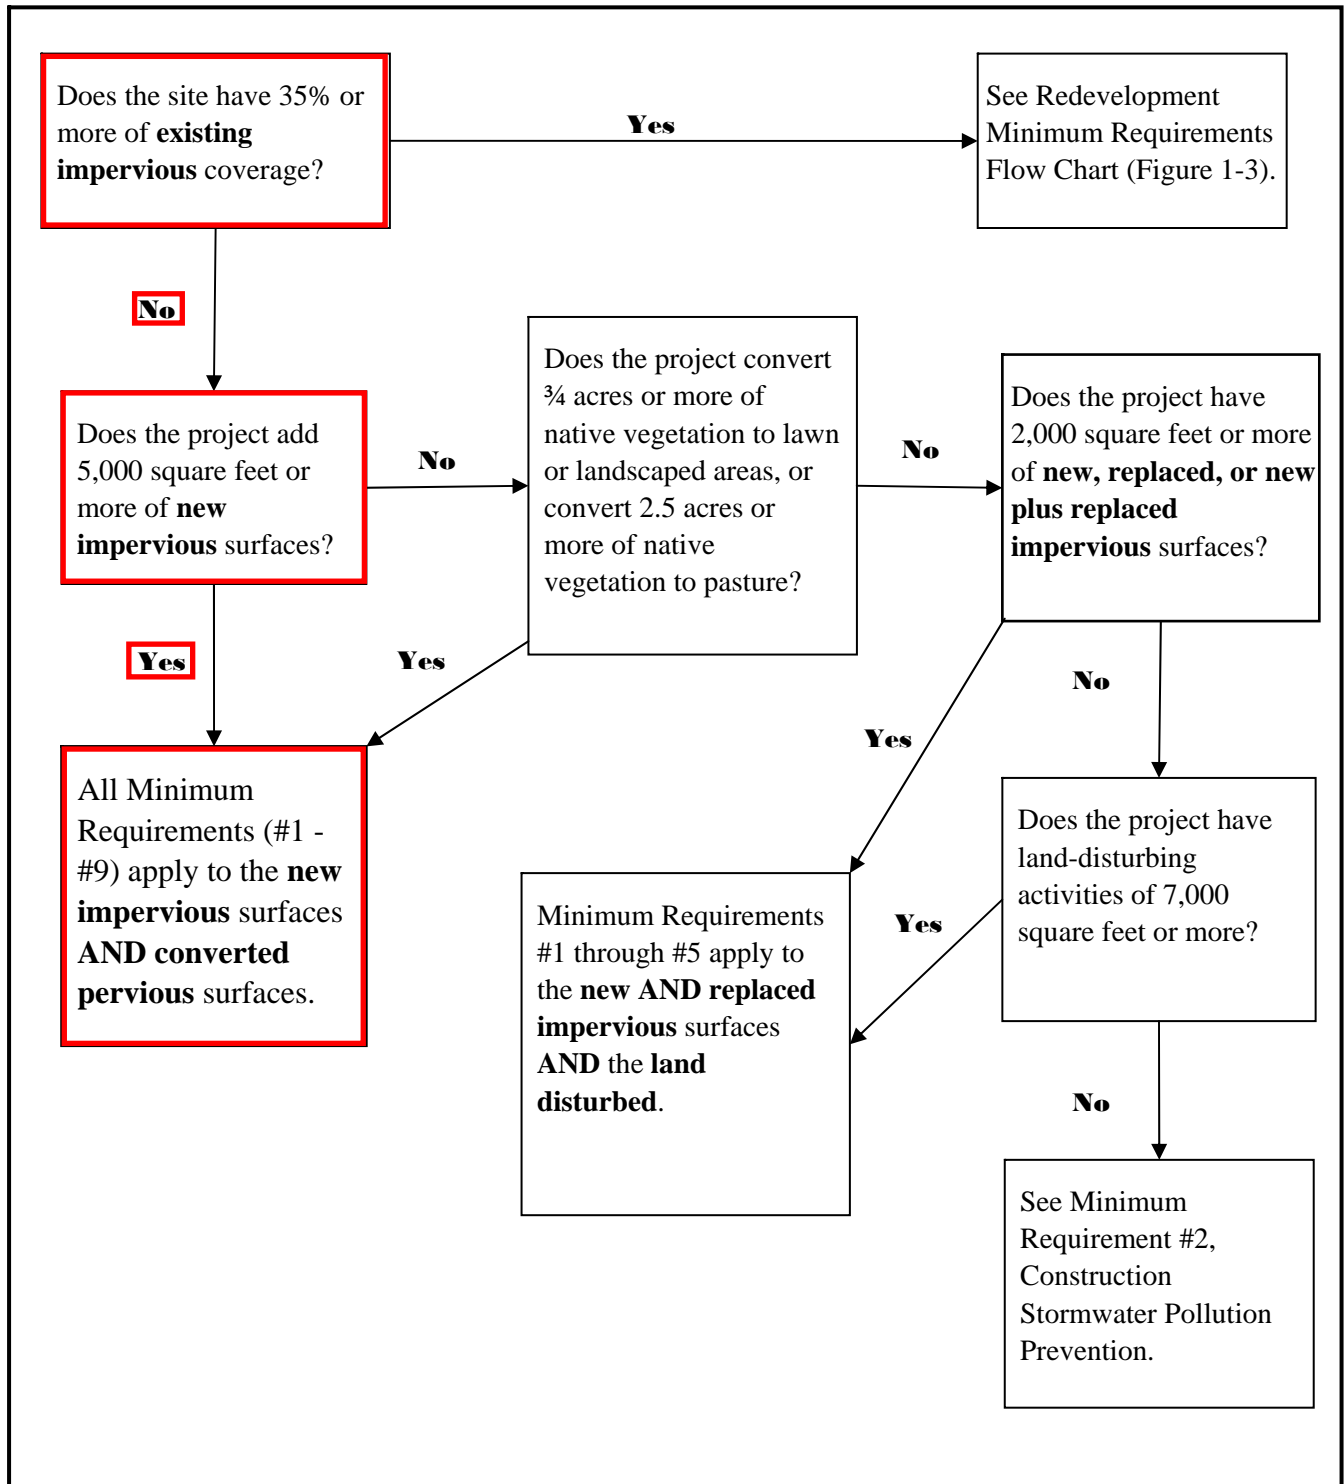 Does the site have 35% or
more of existing
impervious coverage?
Yes
See Redevelopment
Minimum Requirements
Flow Chart (Figure 1-3).
No
Does the project add
5,000 square feet or
more of new
impervious surfaces?
No
Does the project convert
¾ acres or more of
native vegetation to lawn
or landscaped areas, or
convert 2.5 acres or
more of native
vegetation to pasture?
No
Does the project have
2,000 square feet or more
of new, replaced, or new
plus replaced
impervious surfaces?
Yes
Yes
Yes
No
All Minimum
Requirements (#1 -
#9) apply to the new
impervious surfaces
AND converted
pervious surfaces.
Does the project have
land-disturbing
activities of 7,000
square feet or more?
Yes
Minimum Requirements
#1 through #5 apply to
the new AND replaced
impervious surfaces
AND the land
disturbed.
No
See Minimum
Requirement #2,
Construction
Stormwater Pollution
Prevention.